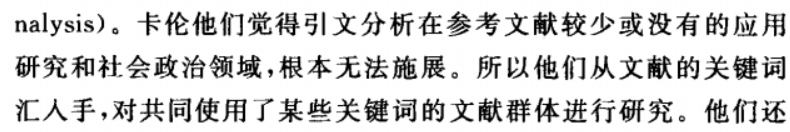 nalysis)。卡伦他们觉得引文分析在参考文献较少或没有的应用
研究和社会政治领域,根本无法施展。所以他们从文献的关键词
汇入手,对共同使用了某些关键词的文献群体进行研究。他们还